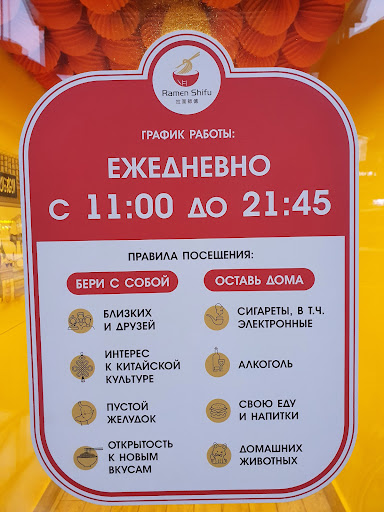 Ramen Shifu
ГРАФИК РАБОТЫ:
ЕЖЕДНЕВНО
С 11:00 ДО 21:45
ПРАВИЛА ПОСЕЩЕНИЯ:
БЕРИ С СОБОЙ
БЛИЗКИХ
И ДРУЗЕЙ
ИНТЕРЕС
К КИТАЙСКОЙ
КУЛЬТУРЕ
ПУСТОЙ
ЖЕЛУДОК
ОТКРЫТОСТЬ
К НОВЫМ
ВКУСАМ
ОСТАВЬ ДОМА
СИГАРЕТЫ, В Т.Ч.
ЭЛЕКТРОННЫЕ
АЛКОГОЛЬ
СВОЮ ЕДУ
И НАПИТКИ
ДОМАШНИХ
ЖИВОТНЫХ